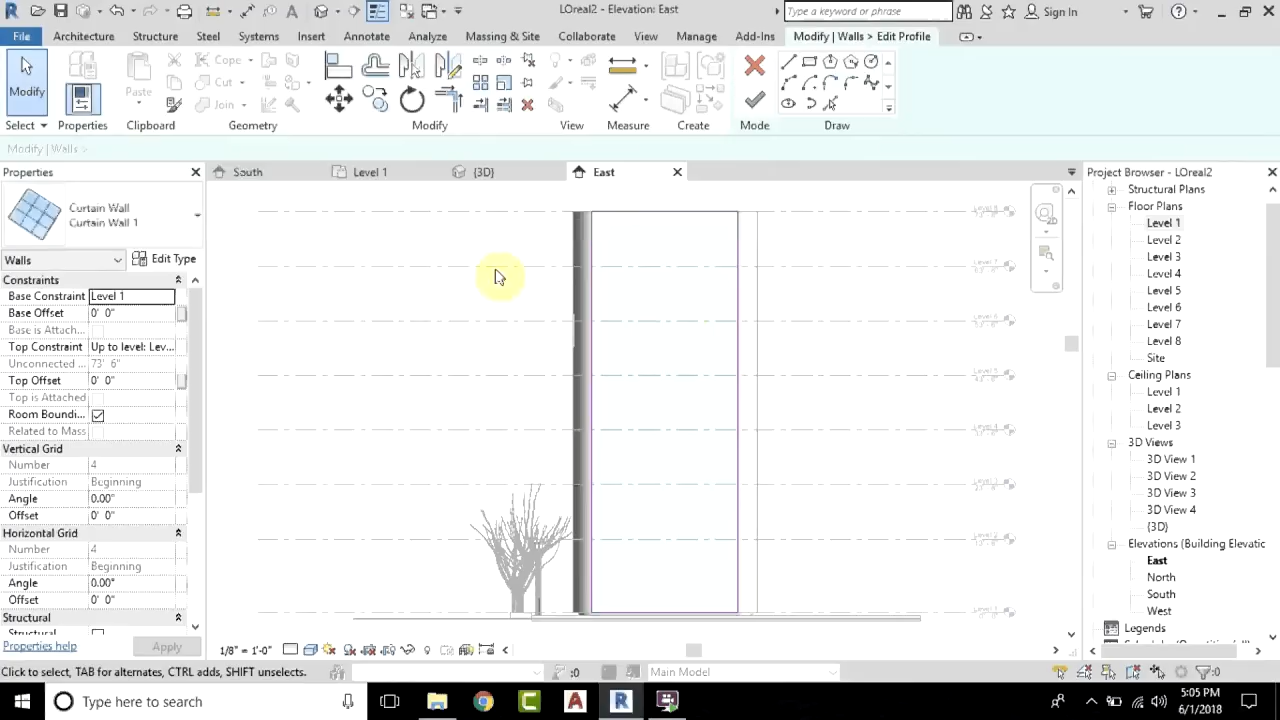 LOreal2 - Elevation: East
Type a keyword or phrase
Sign In
File
Architecture
Structure
Steel
Systems
Insert
Annotate
Analyze
Massing & Site
Collaborate
View
Manage
Add-Ins
Modify | Walls > Edit Profile
Modify
Paste
Cope
Cut
Join
Select
Properties
Clipboard
Geometry
Modify
View
Measure
Create
Mode
Draw
Modify | Walls >
Properties
South
Level 1
{3D}
East
Project Browser - LOreal2
Curtain Wall
Curtain Wall 1
Walls
Edit Type
Constraints
Base Constraint Level 1
Base Offset 0' 0"
Base is Attach...
Top Constraint Up to level: Lev...
Unconnected ... 73' 6"
Top Offset 0' 0"
Top is Attached
Room Boundi...
Related to Mass
Vertical Grid
Number 4
Justification Beginning
Angle 0.00°
Offset 0' 0"
Horizontal Grid
Number 4
Justification Beginning
Angle 0.00°
Offset 0' 0"
Structural
Structural
Properties help
Apply
2D
Structural Plans
Floor Plans
Level 1
Level 2
Level 3
Level 4
Level 5
Level 6
Level 7
Level 8
Site
Ceiling Plans
Level 1
Level 2
Level 3
3D Views
3D View 1
3D View 2
3D View 3
3D View 4
{3D}
Elevations (Building Elevatic
East
North
South
West
Legends
1/8" = 1'-0"
Click to select, TAB for alternates, CTRL adds, SHIFT unselects.
:0
Main Model
:0
Type here to search
5:05 PM
6/1/2018